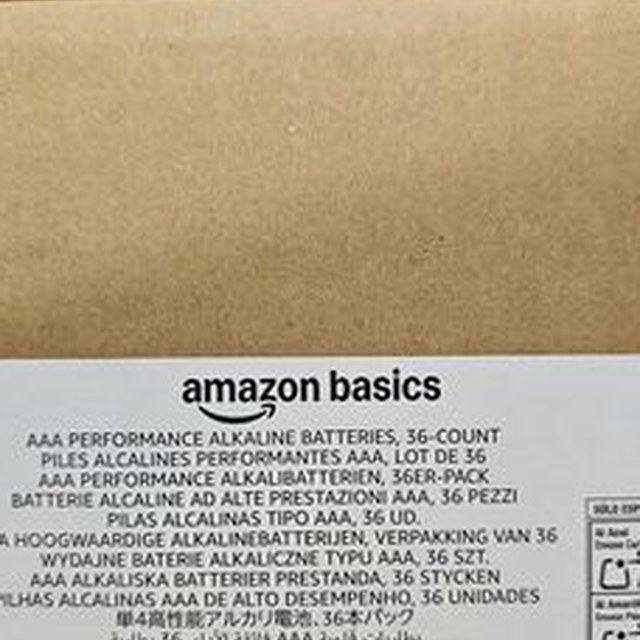 amazon basics
AAA PERFORMANCE ALKALINE BATTERIES, 36-COUNT
PILES ALCALINES PERFORMANTES AAA, LOT DE 36
AAA PERFORMANCE ALKALIBATTERIEN, 36ER-PACK
BATTERIE ALCALINE AD ALTE PRESTAZIONI AAA, 36 PEZZI
PILAS ALCALINAS TIPO AAA, 36 UD.
HOOGWAARDIGE ALKALINEBATTERIJEN, VERPAKKING VAN 36
WYDAJNE BATERIE ALKALICZNE TYPU AAA, 36 SZT.
AAA ALKALISKA BATTERIER PRESTANDA, 36 STYCKEN
PILHAS ALCALINAS AAA DE ALTO DESEMPENHO, 36 UNIDADES
単4高性能アルカリ電池、36本パック